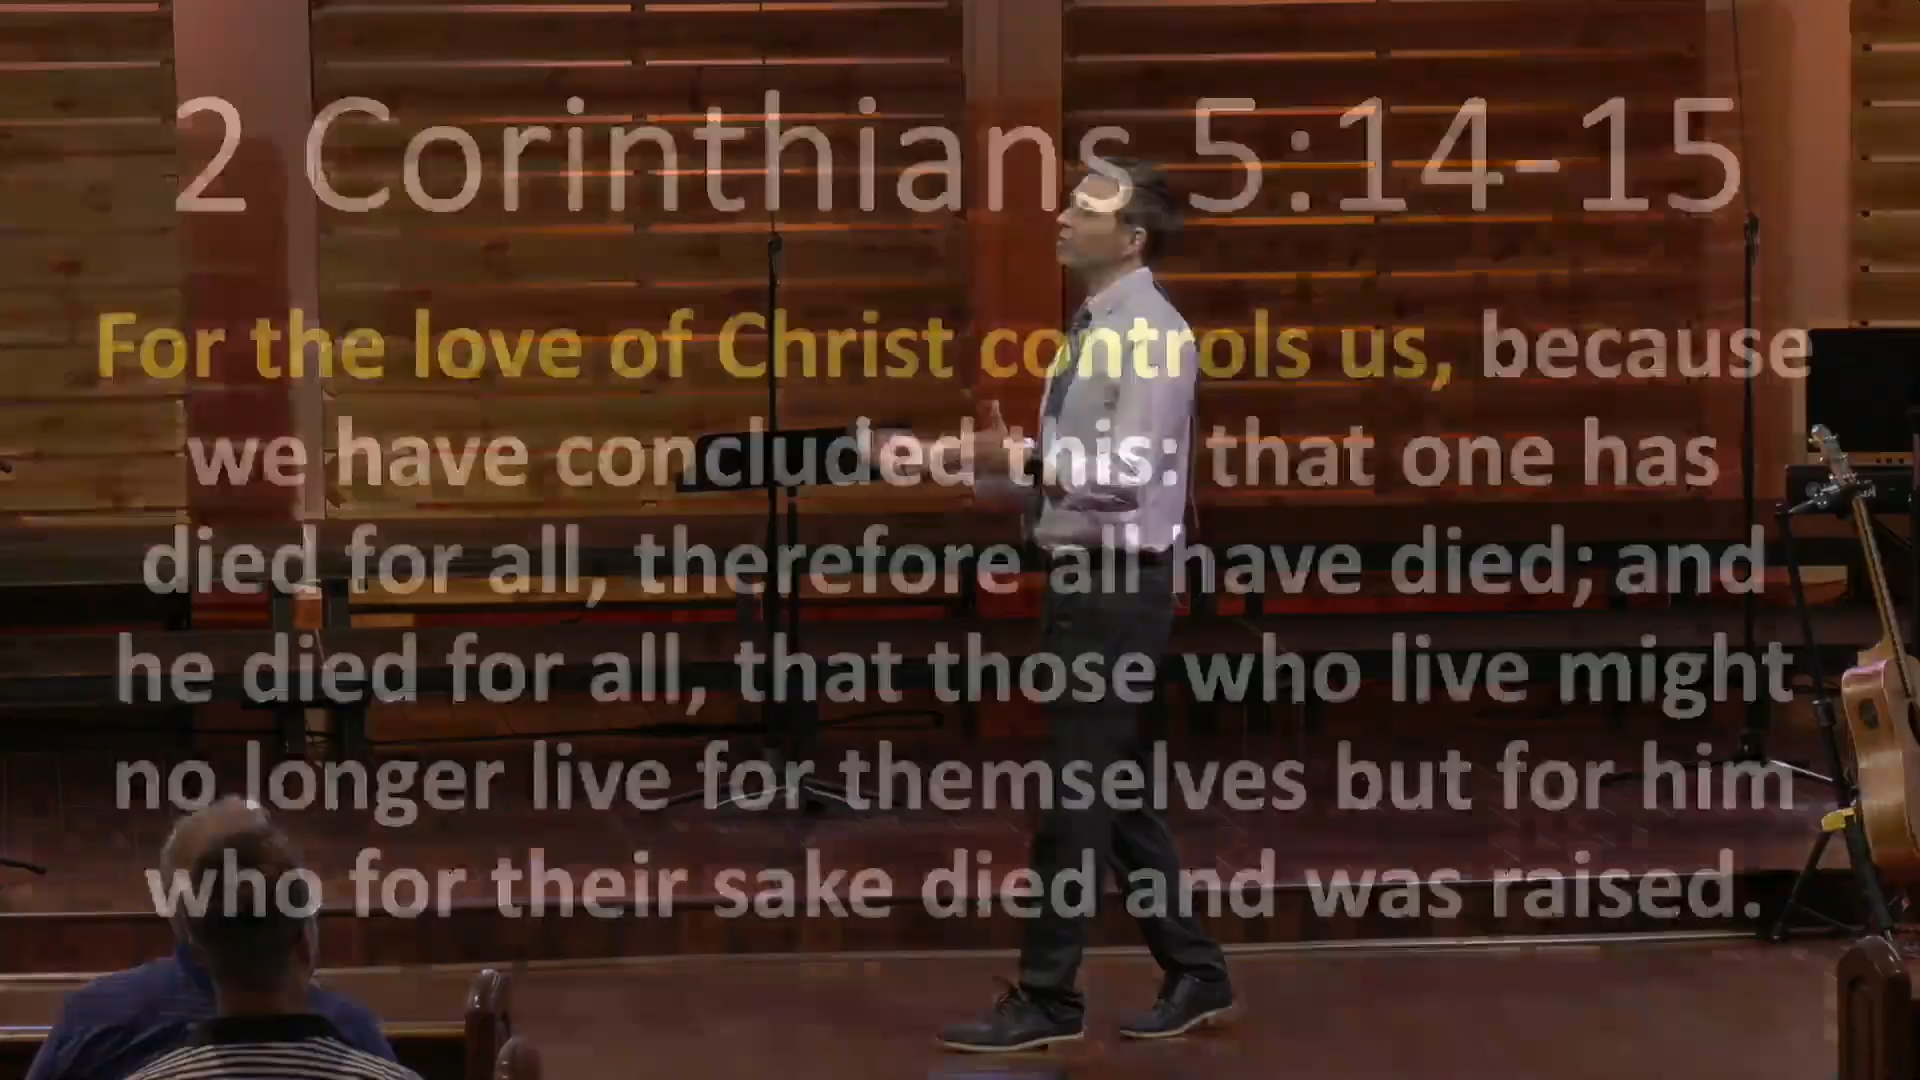 2 Corinthians 5:14-15
For the love of Christ controls us, because
we have concluded this: that one has
died for all, therefore all have died; and
he died for all, that those who live might
no longer live for themselves but for him
who for their sake died and was raised.